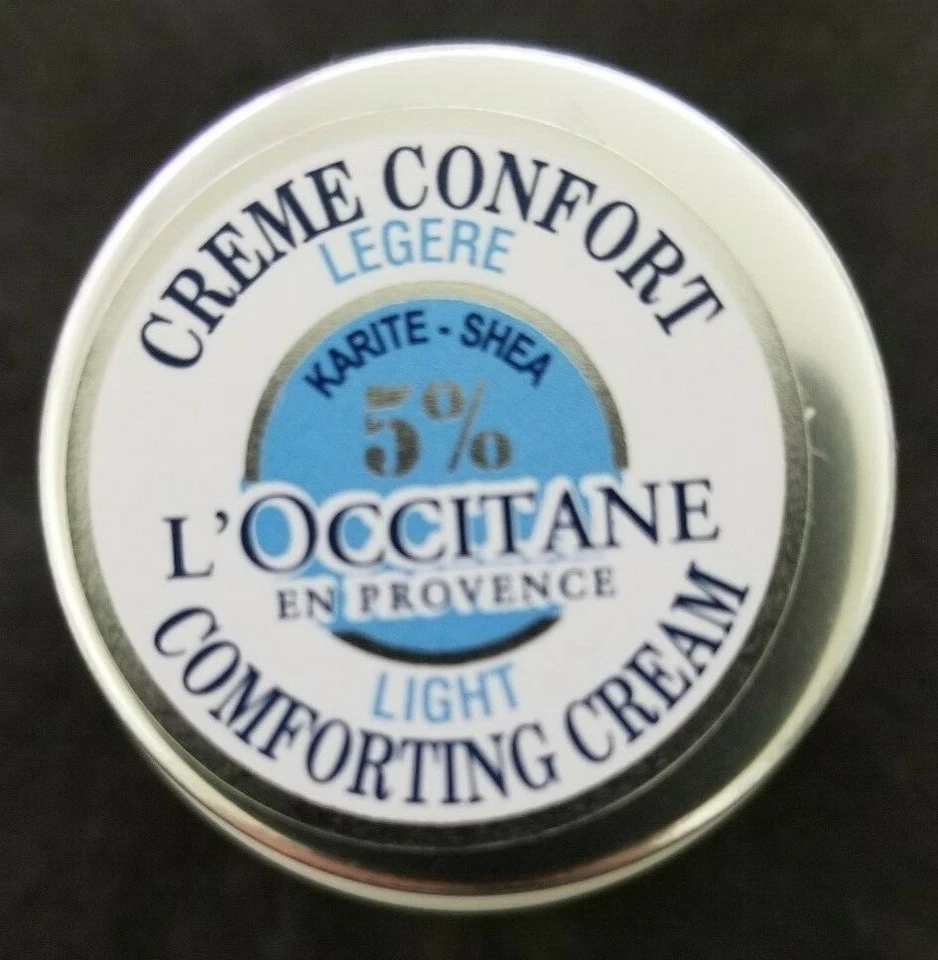 CREME CONFORT
LEGERE
KARITE - SHEA
5%
L'OCCITANE
EN PROVENCE
LIGHT
COMFORTING CREAM